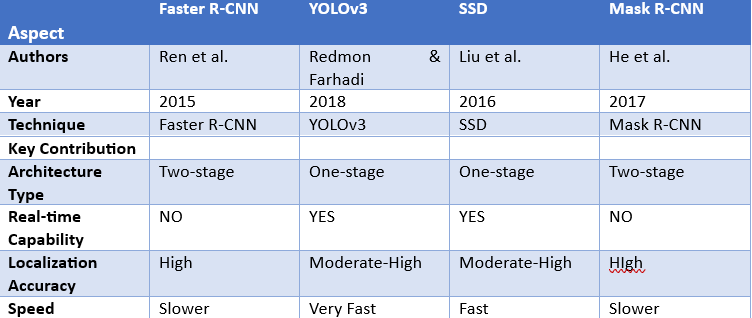 Faster R-CNN YOLOv3 SSD Mask R-CNN
Aspect
Authors Ren et al. Redmon & Liu et al. He et al.
Farhadi
Year 2015 2018 2016 2017
Technique Faster R-CNN YOLOv3 SSD Mask R-CNN
Key Contribution
Architecture Two-stage One-stage One-stage Two-stage
Type
Real-time NO YES YES NO
Capability
Localization High Moderate-High Moderate-High HIgh
Accuracy
Speed Slower Very Fast Fast Slower